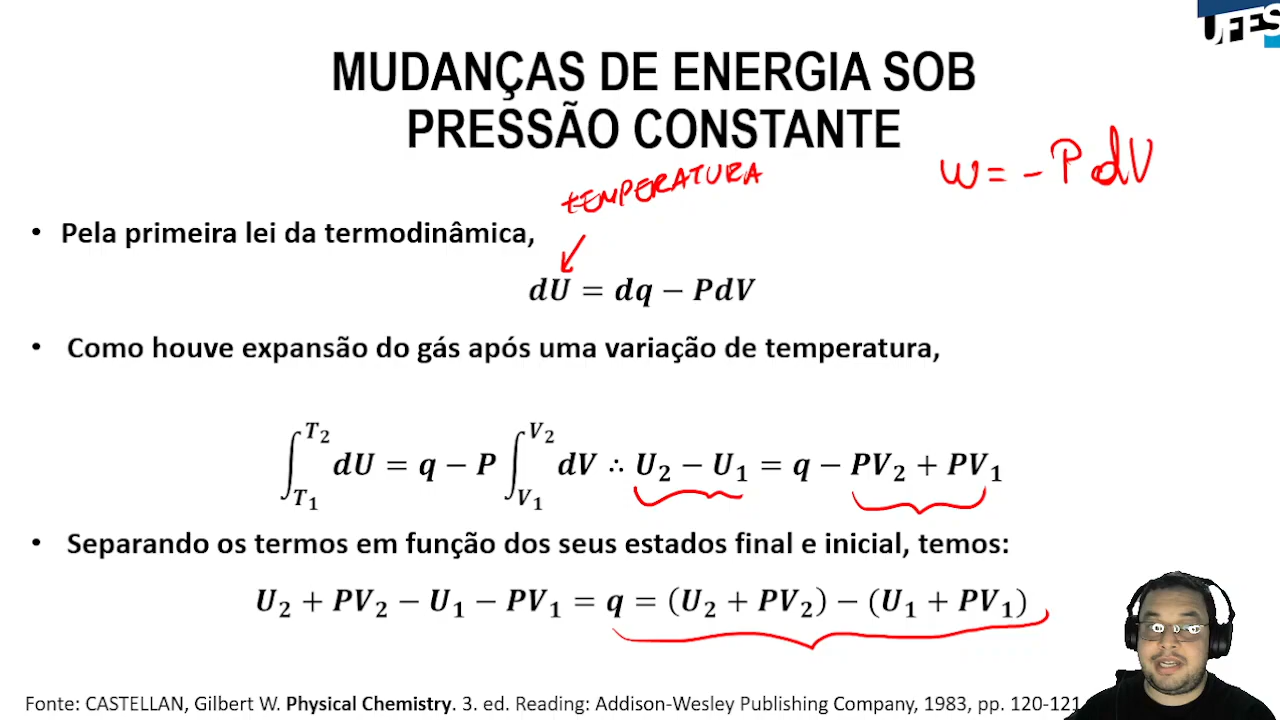 UFES
MUDANÇAS DE ENERGIA SOB
PRESSÃO CONSTANTE
w = - P dV
TEMPERATURA
• Pela primeira lei da termodinâmica,
dU = dq − PdV
• Como houve expansão do gás após uma variação de temperatura,
∫_{T₁}^{T₂} dU = q − P ∫_{V₁}^{V₂} dV ∴ U₂ − U₁ = q − PV₂ + PV₁
• Separando os termos em função dos seus estados final e inicial, temos:
U₂ + PV₂ − U₁ − PV₁ = q = (U₂ + PV₂) − (U₁ + PV₁)
Fonte: CASTELLAN, Gilbert W. Physical Chemistry. 3. ed. Reading: Addison-Wesley Publishing Company, 1983, pp. 120-121